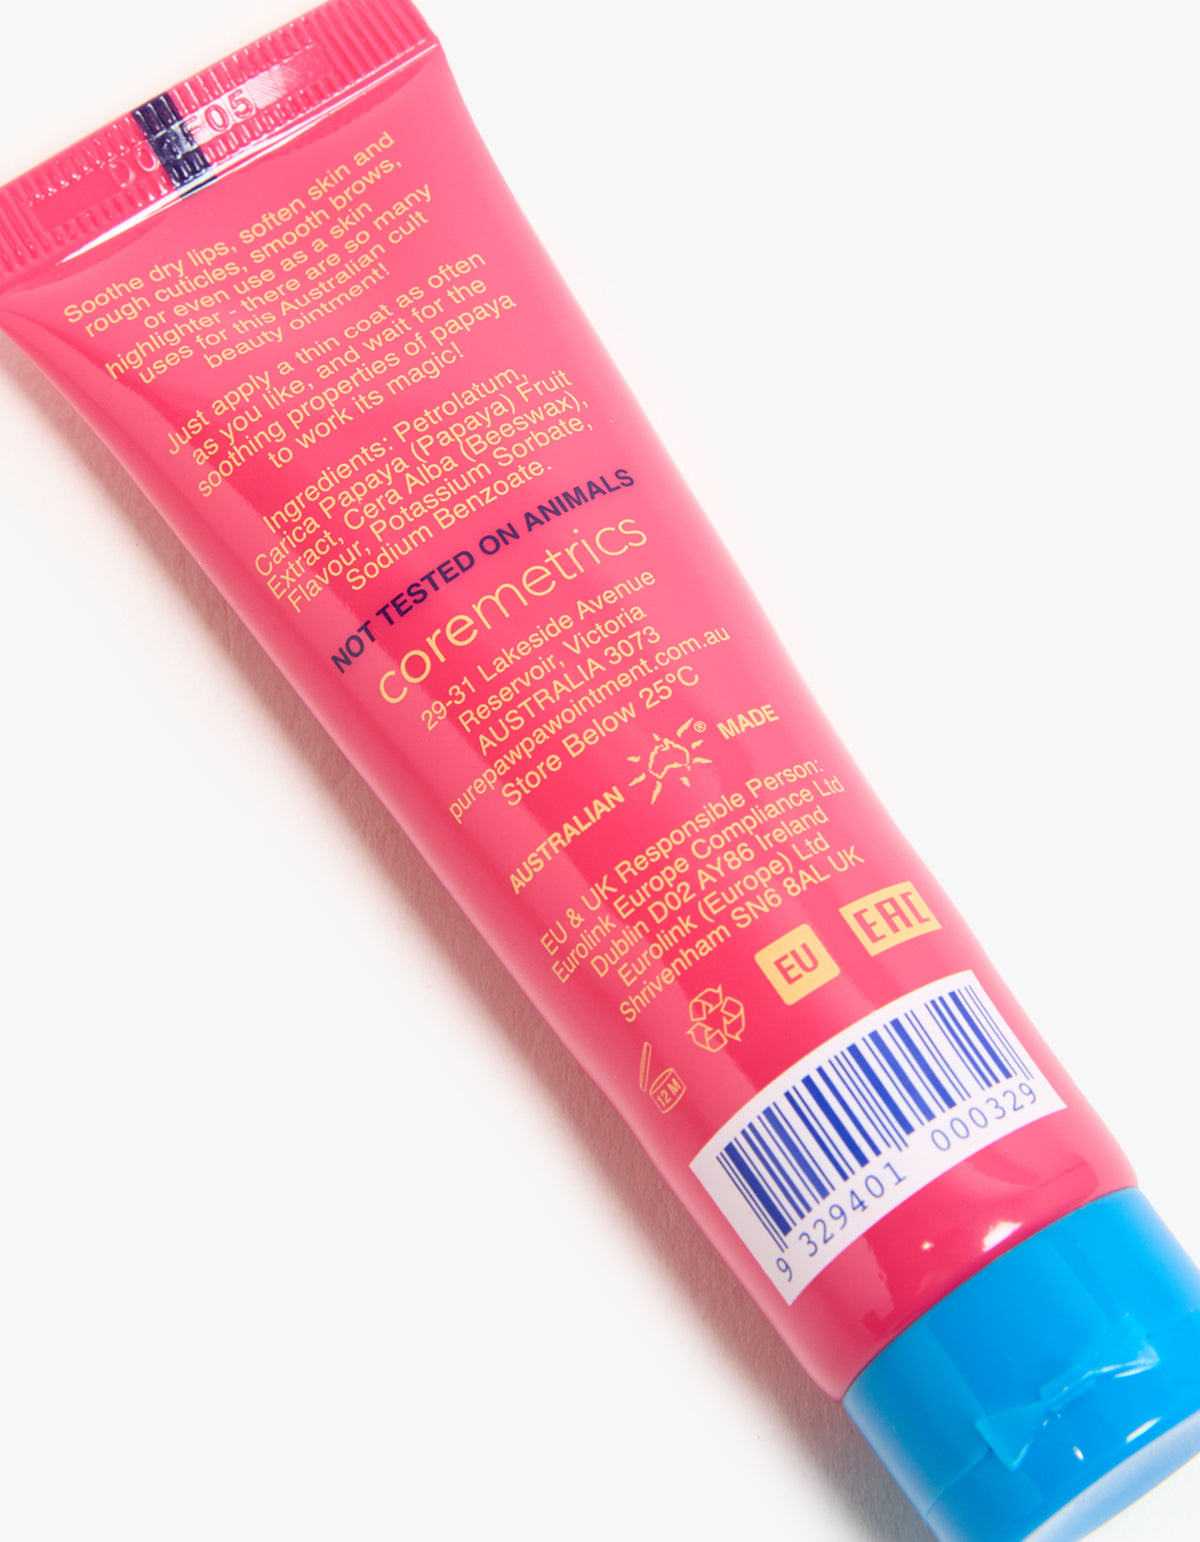 Soothe dry lips, soften skin and
rough cuticles, smooth brows,
or even use as a skin
highlighter - there are so many
uses for this Australian cult
beauty ointment!
Just apply a thin coat as often
as you like, and wait for the
soothing properties of papaya
to work its magic!
Ingredients: Petrolatum,
Carica Papaya (Papaya) Fruit
Extract, Cera Alba (Beeswax),
Flavour, Potassium Sorbate,
Sodium Benzoate.
NOT TESTED ON ANIMALS
coremetrics
29-31 Lakeside Avenue
Reservoir, Victoria
AUSTRALIA 3073
purepawpawointment.com.au
Store Below 25ºC
AUSTRALIAN ® MADE
EU & UK Responsible Person:
Eurolink Europe Compliance Ltd
Dublin D02 AY86 Ireland
Eurolink (Europe) Ltd
Shrivenham SN6 8AL UK
12 M
EU
EAC
9 329401 000329